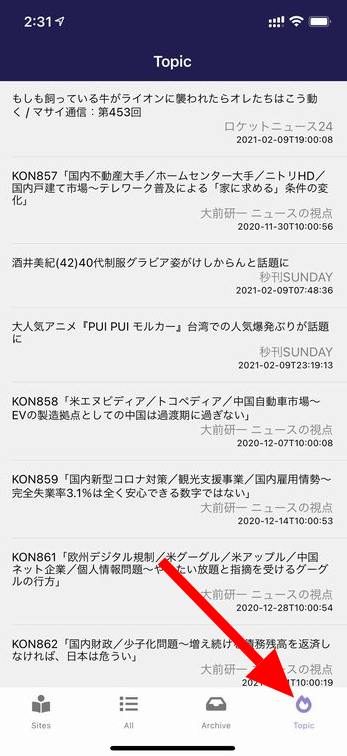 2:31
Topic
もしも飼っている牛がライオンに襲われたらオレたちはこう動
く / マサイ通信：第453回
ロケットニュース24
2021-02-09T19:00:08
KON857「国内不動産大手／ホームセンター大手／ニトリHD／
国内戸建て市場〜テレワーク普及による「家に求める」条件の変
化」
大前研一 ニュースの視点
2020-11-30T10:00:56
酒井美紀(42)40代制服グラビア姿がけしからんと話題に
秒刊SUNDAY
2021-02-09T07:48:36
大人気アニメ『PUI PUI モルカー』台湾での人気爆発ぶりが話題
に
秒刊SUNDAY
2021-02-09T23:19:13
KON858「米エヌビディア／トコペディア／中国自動車市場〜
EVの製造拠点としての中国は過渡期に過ぎない」
大前研一 ニュースの視点
2020-12-07T10:00:08
KON859「国内新型コロナ対策／観光支援事業／国内雇用情勢〜
完全失業率3.1%は全く安心できる数字ではない」
大前研一 ニュースの視点
2020-12-14T10:00:53
KON861「欧州デジタル規制／米グーグル／米アップル／中国
ネット企業／個人情報問題〜やりたい放題と指摘を受けるグーグ
ルの行方」
大前研一 ニュースの視点
2020-12-28T10:00:54
KON862「国内財政／少子化問題〜増え続ける債務残高を返済し
なければ、日本は危うい」
大前研一 ニュースの視点
T10:00:19
Sites
All
Archive
Topic